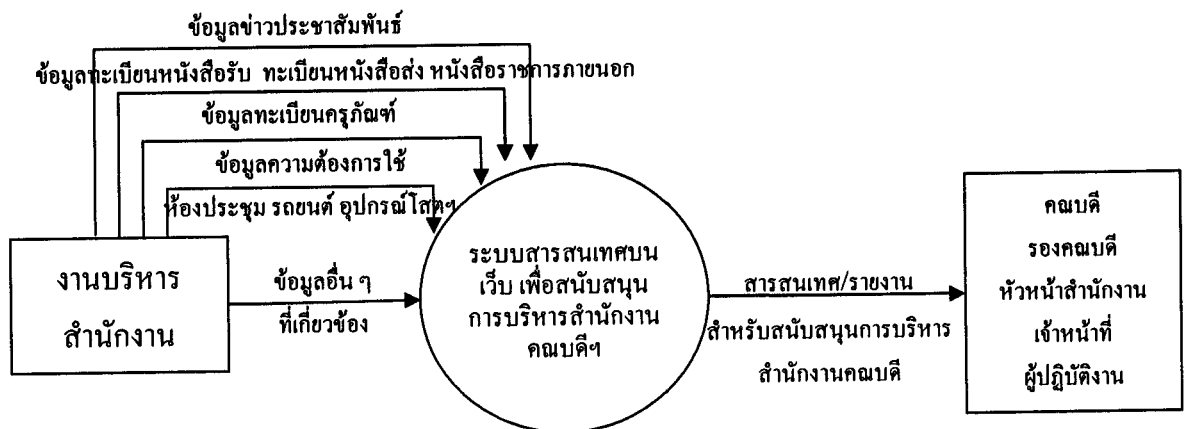 ข้อมูลข่าวประชาสัมพันธ์
ข้อมูลทะเบียนหนังสือรับ ทะเบียนหนังสือส่ง หนังสือราชการภายนอก
ข้อมูลทะเบียนครุภัณฑ์
ข้อมูลความต้องการใช้
ห้องประชุม รถยนต์ อุปกรณ์โสตฯ
งานบริหาร
สำนักงาน
ข้อมูลอื่น ๆ
ที่เกี่ยวข้อง
ระบบสารสนเทศบน
เว็บ เพื่อสนับสนุน
การบริหารสำนักงาน
คณบดีฯ
สารสนเทศ/รายงาน
สำหรับสนับสนุนการบริหาร
สำนักงานคณบดี
คณบดี
รองคณบดี
หัวหน้าสำนักงาน
เจ้าหน้าที่
ผู้ปฏิบัติงาน